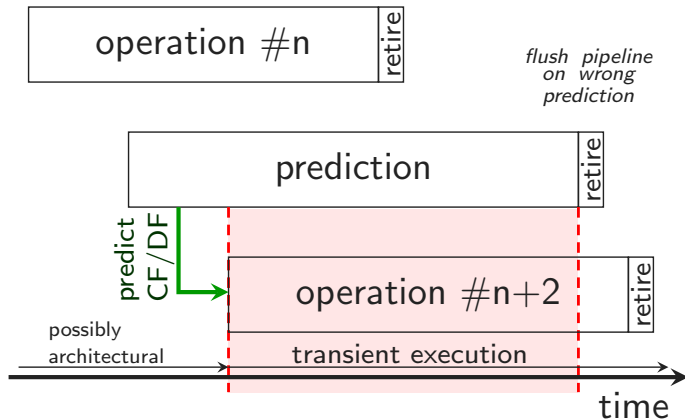 operation #n
retire
flush pipeline
on wrong
prediction
prediction
retire
predict
CF/DF
operation #n+2
retire
possibly
architectural
transient execution
time